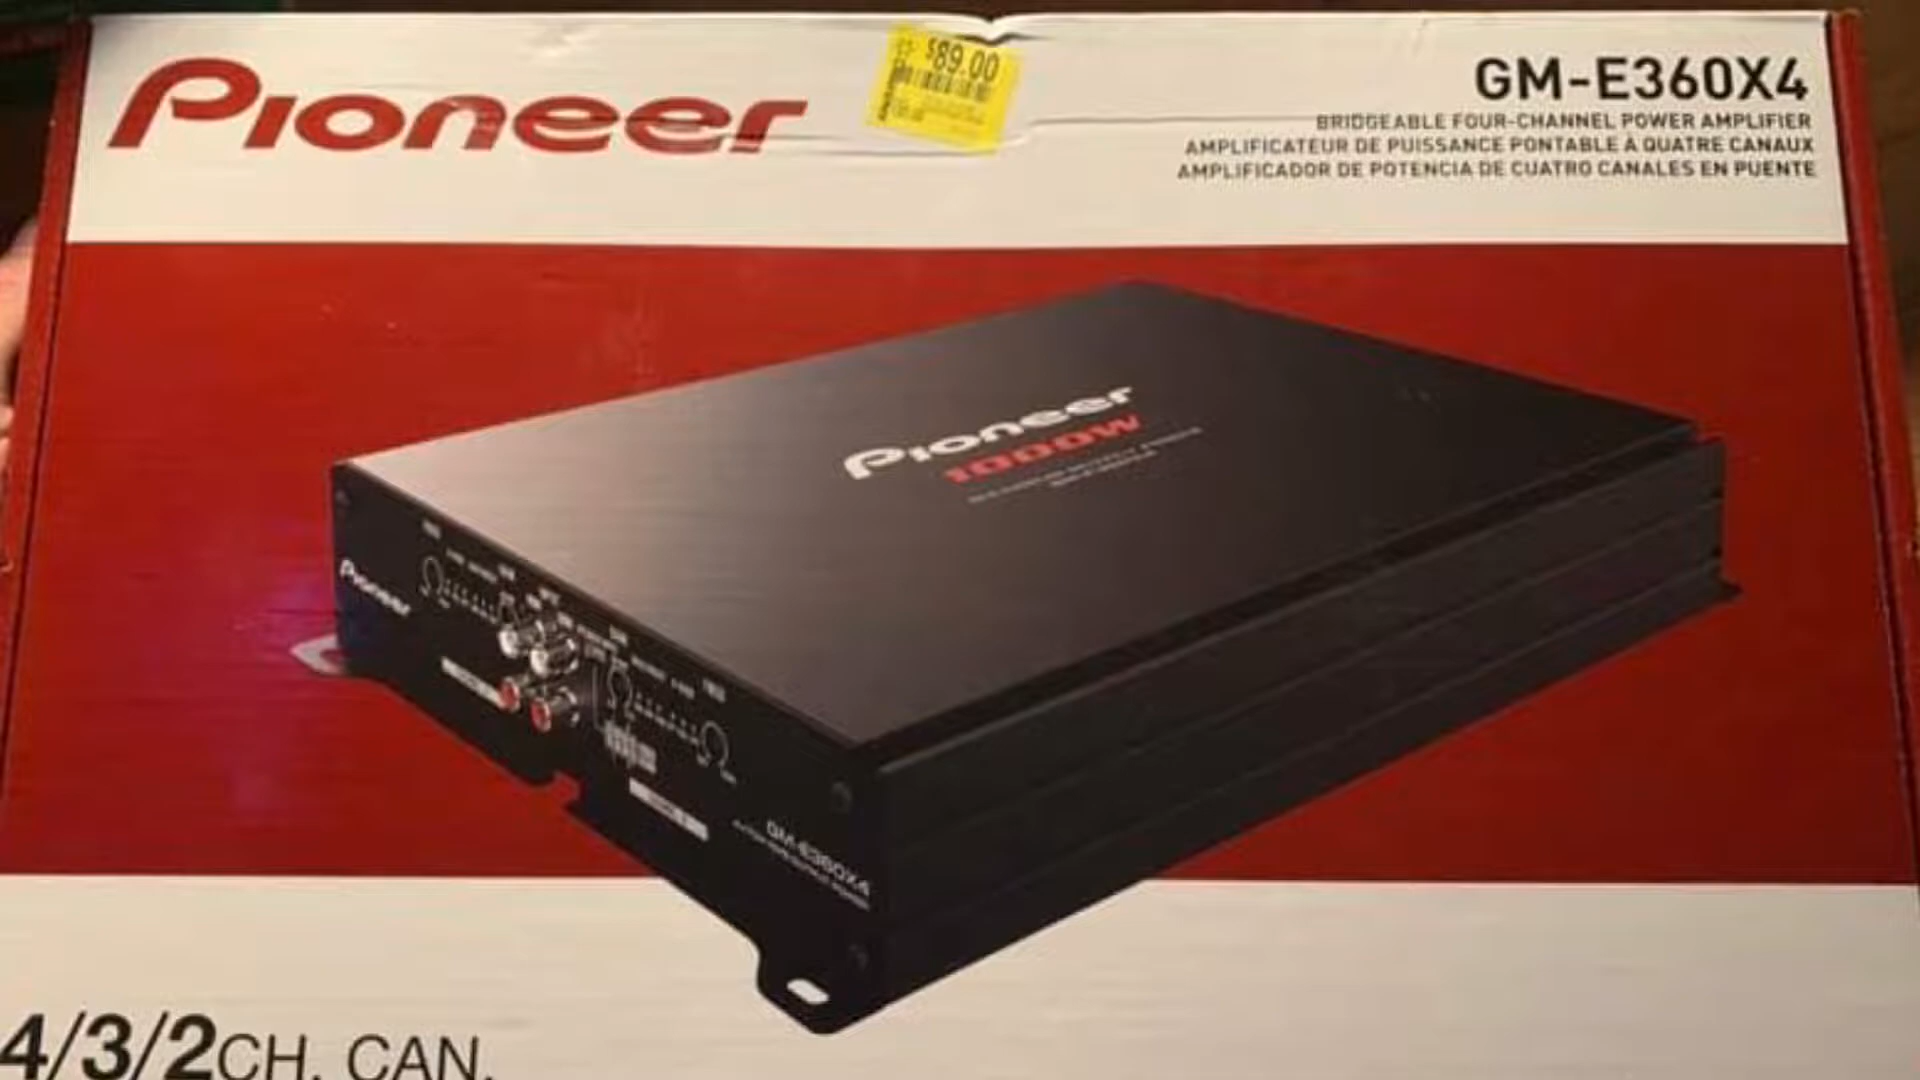 Pioneer
$89.00
GM-E360X4
BRIDGEABLE FOUR-CHANNEL POWER AMPLIFIER
AMPLIFICATEUR DE PUISSANCE PONTABLE À QUATRE CANAUX
AMPLIFICADOR DE POTENCIA DE CUATRO CANALES EN PUENTE
Pioneer
1000W
Pioneer
GM-E360X4
4/3/2CH. CAN.